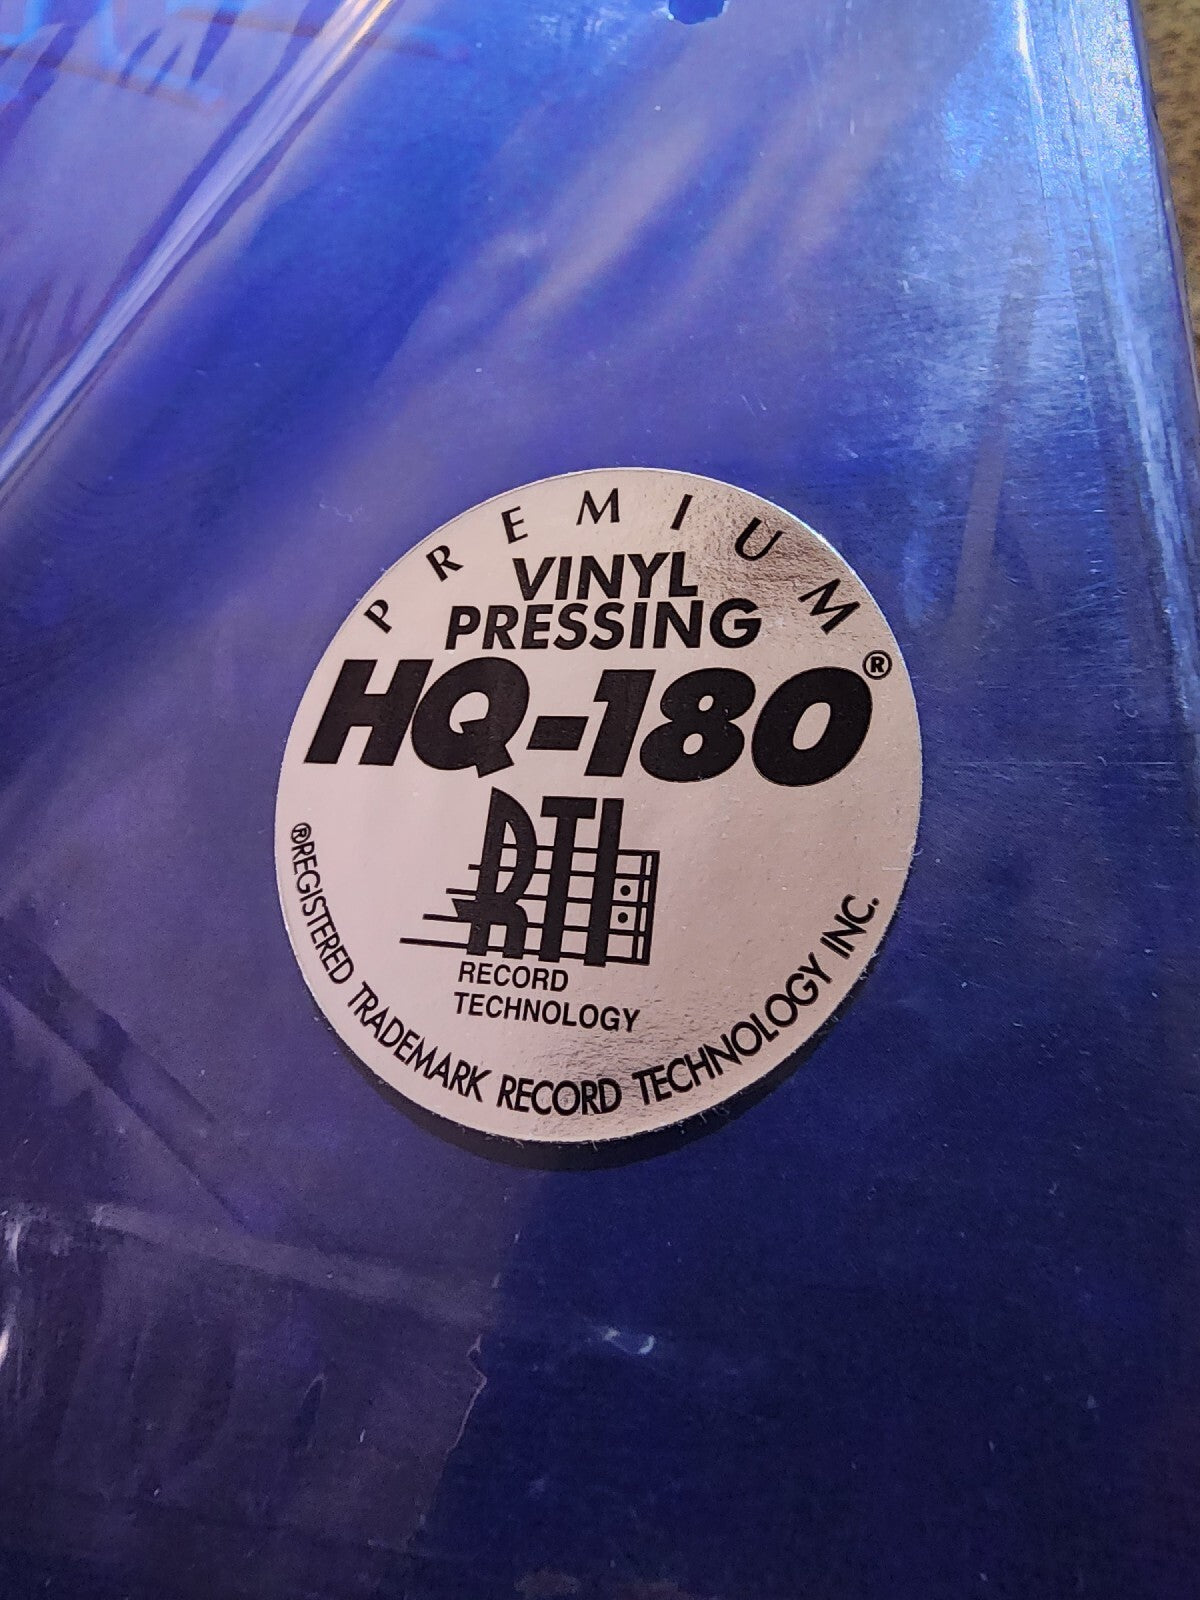 PREMIUM
VINYL
PRESSING
HQ-180®
RTI
RECORD
TECHNOLOGY
®REGISTERED TRADEMARK RECORD TECHNOLOGY INC.